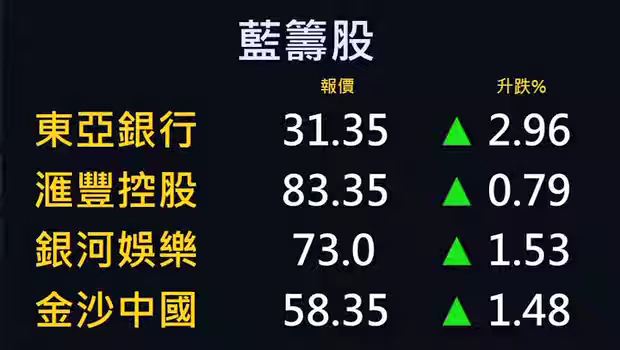 藍籌股
報價 升跌%
東亞銀行 31.35 ▲ 2.96
滙豐控股 83.35 ▲ 0.79
銀河娛樂 73.0 ▲ 1.53
金沙中國 58.35 ▲ 1.48